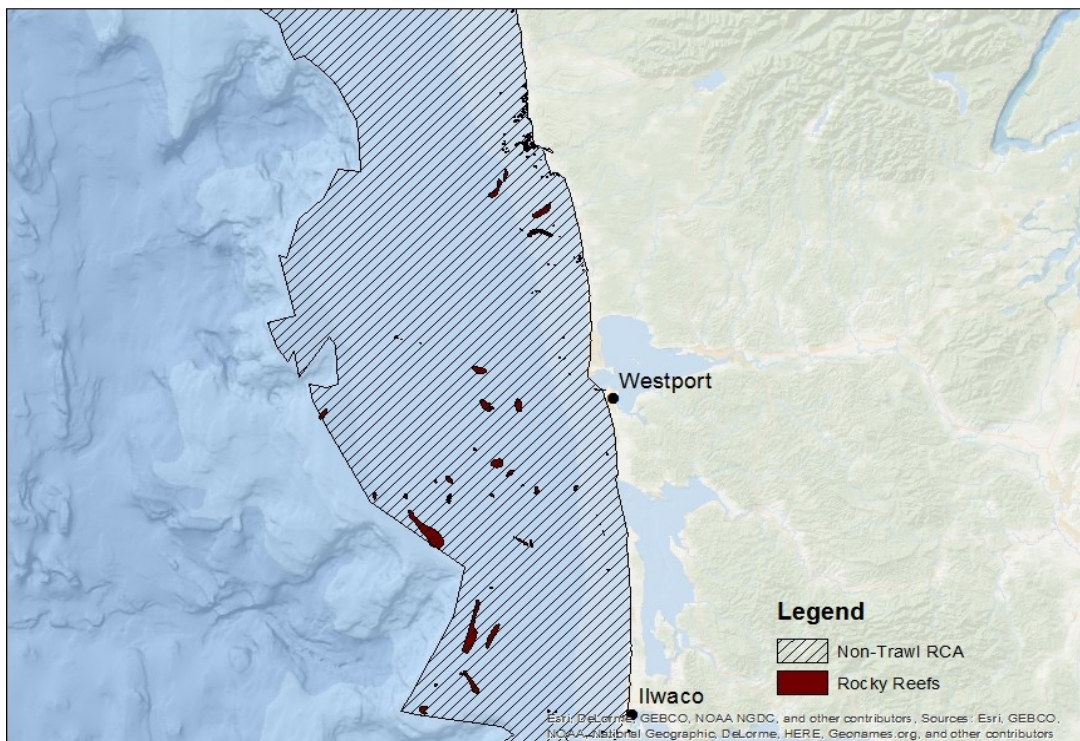 Westport
Legend
Non-Trawl RCA
Rocky Reefs
Ilwaco
Esri, DeLorme, GEBCO, NOAA NGDC, and other contributors, Sources: Esri, GEBCO,
NOAA, National Geographic, DeLorme, HERE, Geonames.org, and other contributors